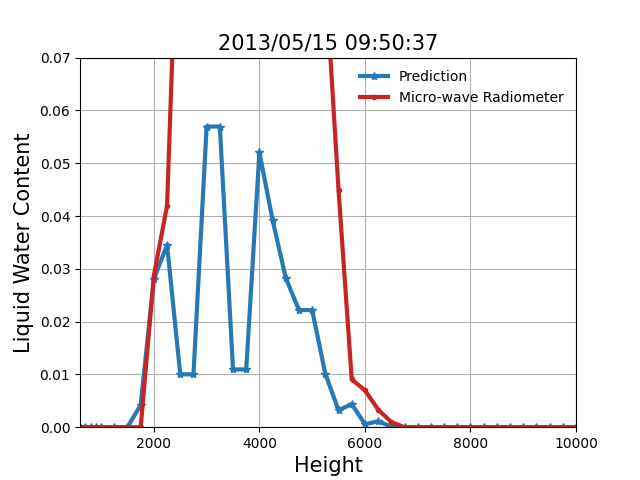 2013/05/15 09:50:37
0.07
0.06
0.05
0.04
0.03
0.02
0.01
0.00
Liquid Water Content
Prediction
Micro-wave Radiometer
2000 4000 6000 8000 10000
Height